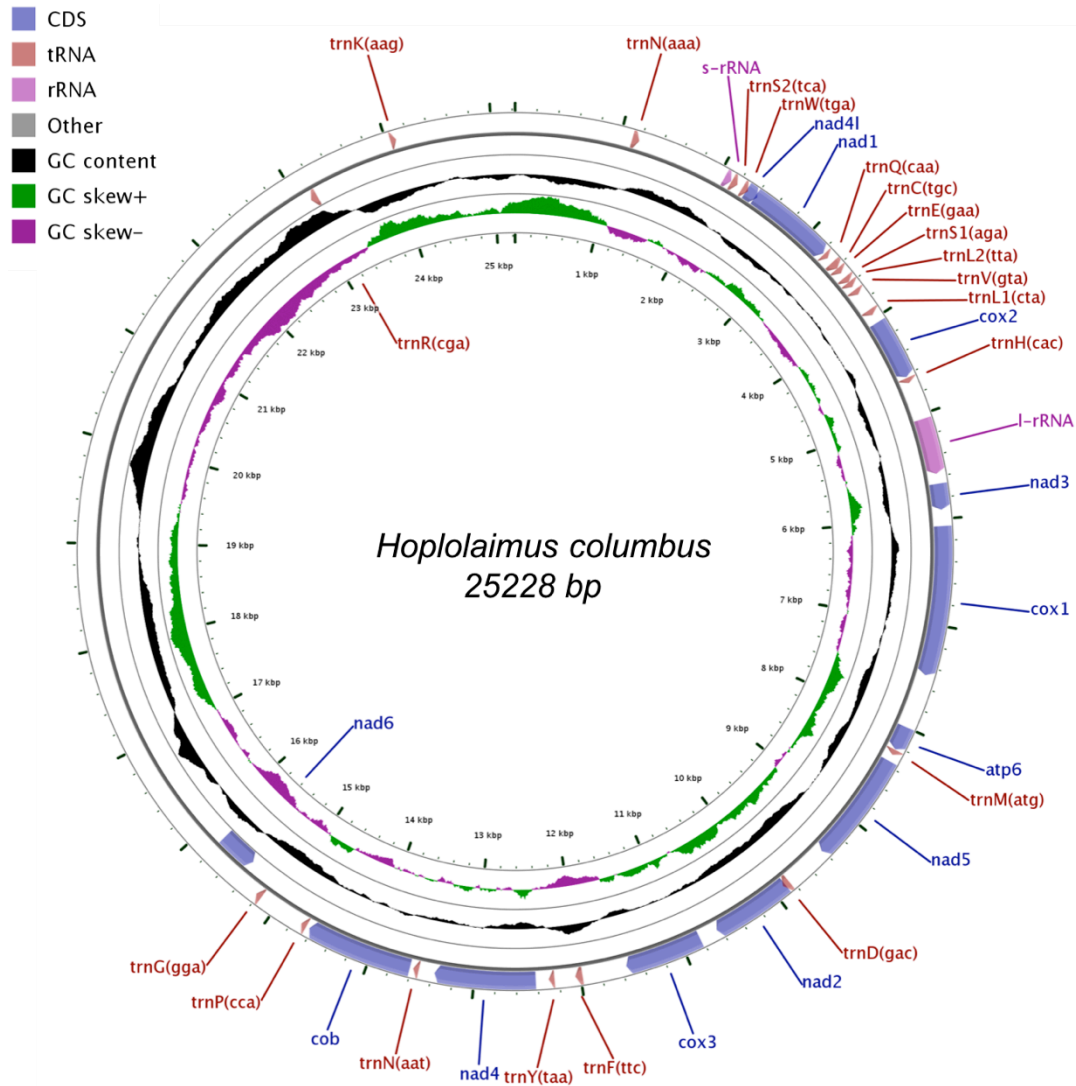 CDS
tRNA
rRNA
Other
GC content
GC skew+
GC skew-
trnK(aag)
trnN(aaa)
s-rRNA
trnS2(tca)
trnW(tga)
nad4l
nad1
trnQ(caa)
trnC(tgc)
trnE(gaa)
trnS1(aga)
trnL2(tta)
trnV(gta)
trnL1(cta)
cox2
trnH(cac)
l-rRNA
nad3
cox1
atp6
trnM(atg)
nad5
trnD(gac)
nad2
cox3
trnF(ttc)
trnY(taa)
nad4
trnN(aat)
cob
trnP(cca)
trnG(gga)
nad6
trnR(cga)
1 kbp
2 kbp
3 kbp
4 kbp
5 kbp
6 kbp
7 kbp
8 kbp
9 kbp
10 kbp
11 kbp
12 kbp
13 kbp
14 kbp
15 kbp
16 kbp
17 kbp
18 kbp
19 kbp
20 kbp
21 kbp
22 kbp
23 kbp
24 kbp
25 kbp
Hoplolaimus columbus
25228 bp